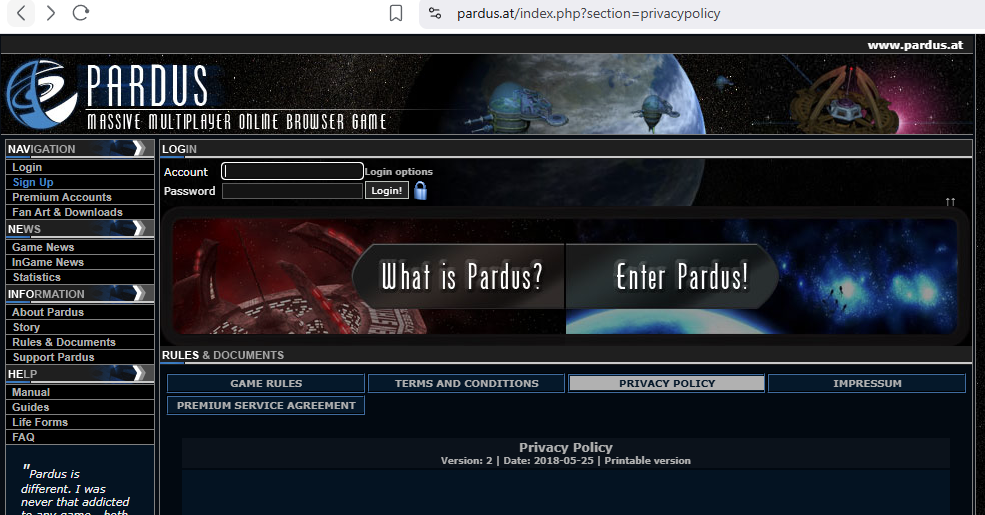 pardus.at/index.php?section=privacypolicy
www.pardus.at
PARDUS
MASSIVE MULTIPLAYER ONLINE BROWSER GAME
NAVIGATION
Login
Sign Up
Premium Accounts
Fan Art & Downloads
NEWS
Game News
InGame News
Statistics
INFORMATION
About Pardus
Story
Rules & Documents
Support Pardus
HELP
Manual
Guides
Life Forms
FAQ
"Pardus is
different. I was
never that addicted
to any game - both
LOGIN
Account Login options
Password Login!
↑↑
What is Pardus? Enter Pardus!
RULES & DOCUMENTS
GAME RULES TERMS AND CONDITIONS PRIVACY POLICY IMPRESSUM
PREMIUM SERVICE AGREEMENT
Privacy Policy
Version: 2 | Date: 2018-05-25 | Printable version